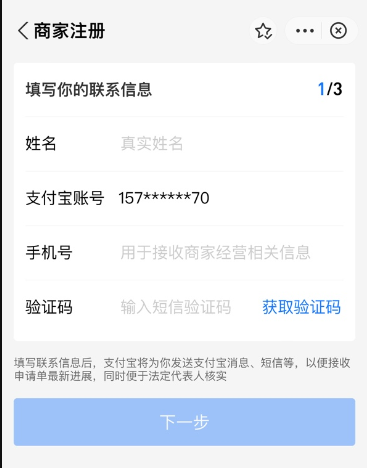 商家注册
填写你的联系信息 1/3
姓名 真实姓名
支付宝账号 157******70
手机号 用于接收商家经营相关信息
验证码 输入短信验证码 获取验证码
填写联系信息后，支付宝将为你发送支付宝消息、短信等，以便接收
申请单最新进展，同时便于法定代表人核实
下一步